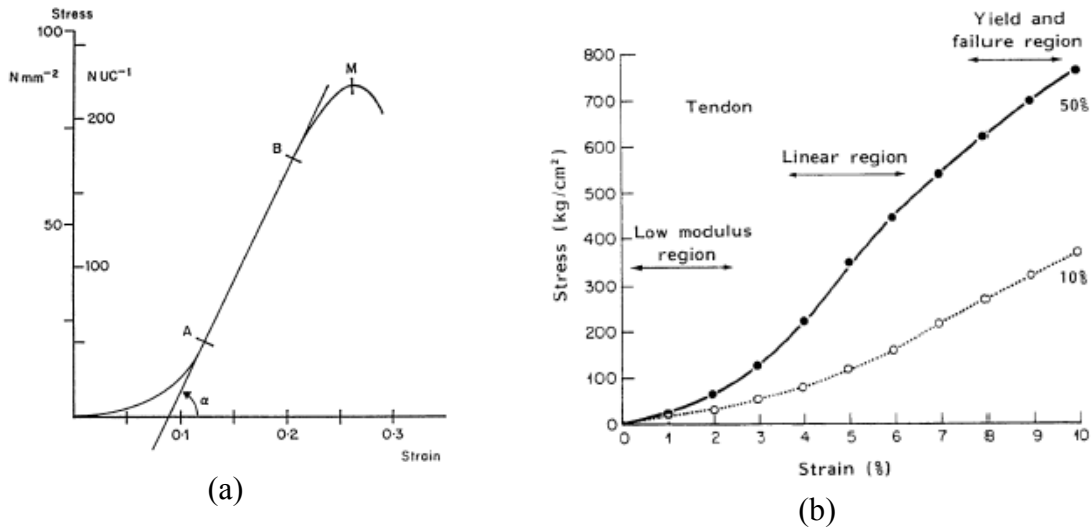 Stress
100
N mm⁻²
N UC⁻¹
200
50
100
M
B
A
α
0·1
0·2
0·3
Strain
(a)
Yield and
failure region
800
700
600
500
400
300
200
100
0
Stress (kg/cm²)
Tendon
50%
Linear region
Low modulus
region
10%
0 1 2 3 4 5 6 7 8 9 10
Strain (%)
(b)